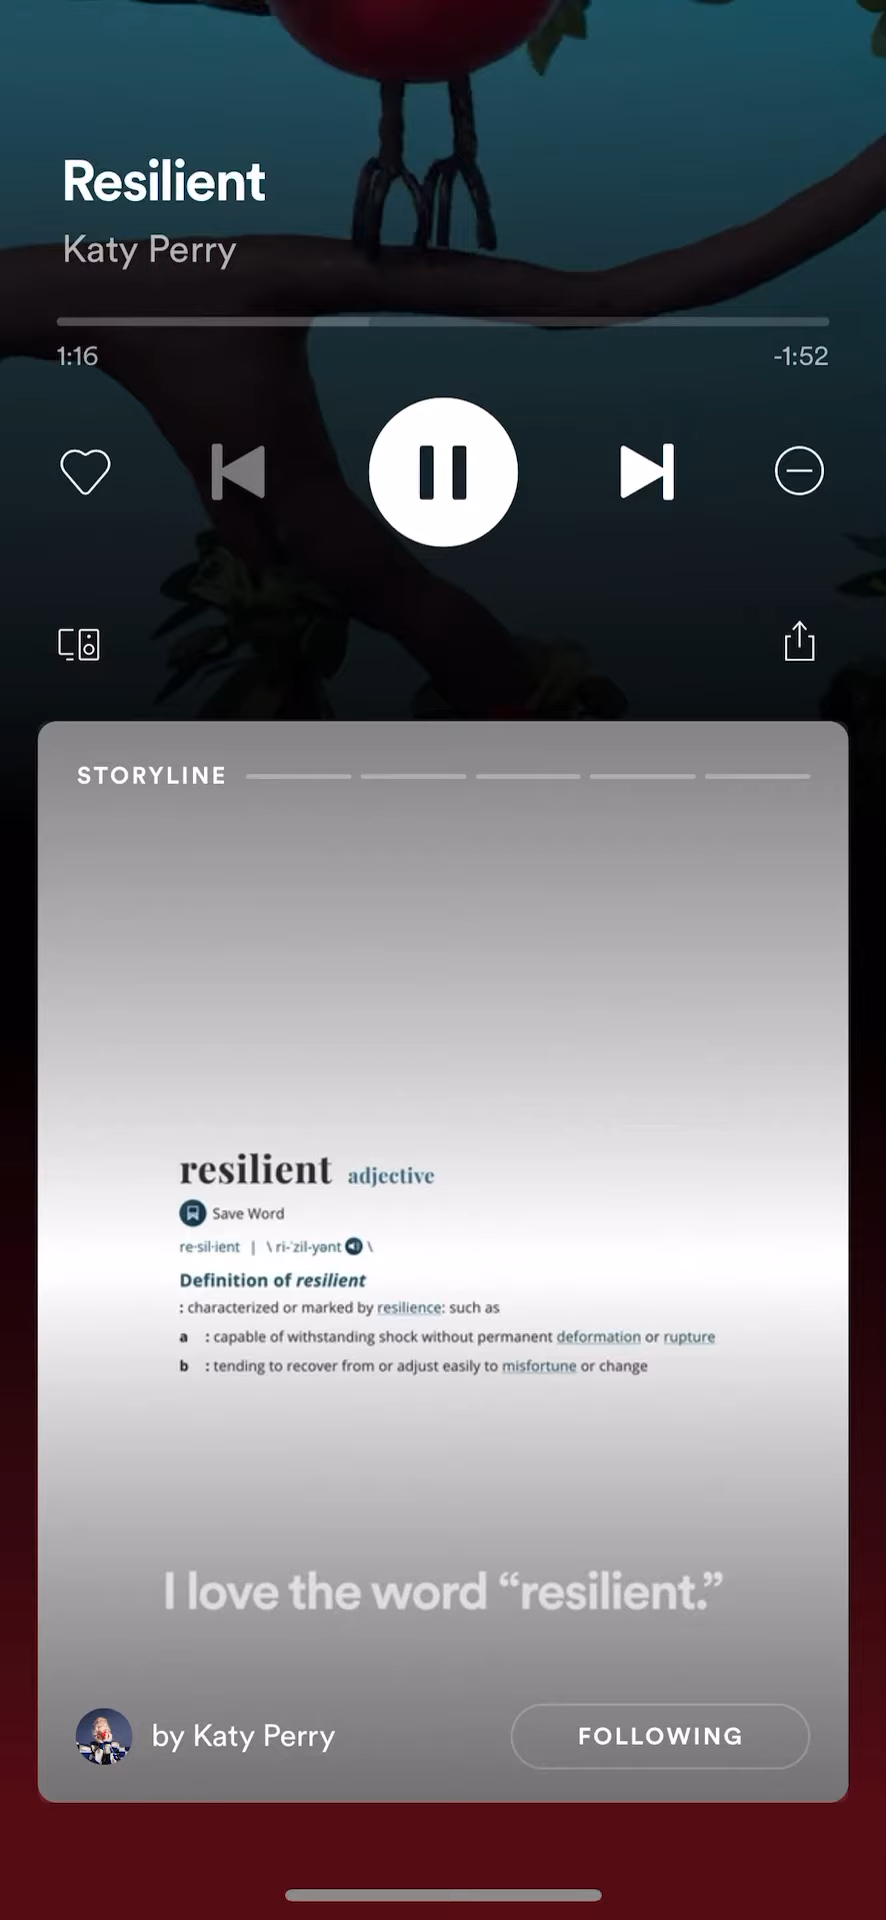 Resilient
Katy Perry
1:16
-1:52
STORYLINE
resilient adjective
Save Word
re·sil·ient | \ ri-ˈzil-yənt \
Definition of resilient
: characterized or marked by resilience: such as
a : capable of withstanding shock without permanent deformation or rupture
b : tending to recover from or adjust easily to misfortune or change
I love the word “resilient.”
by Katy Perry
FOLLOWING